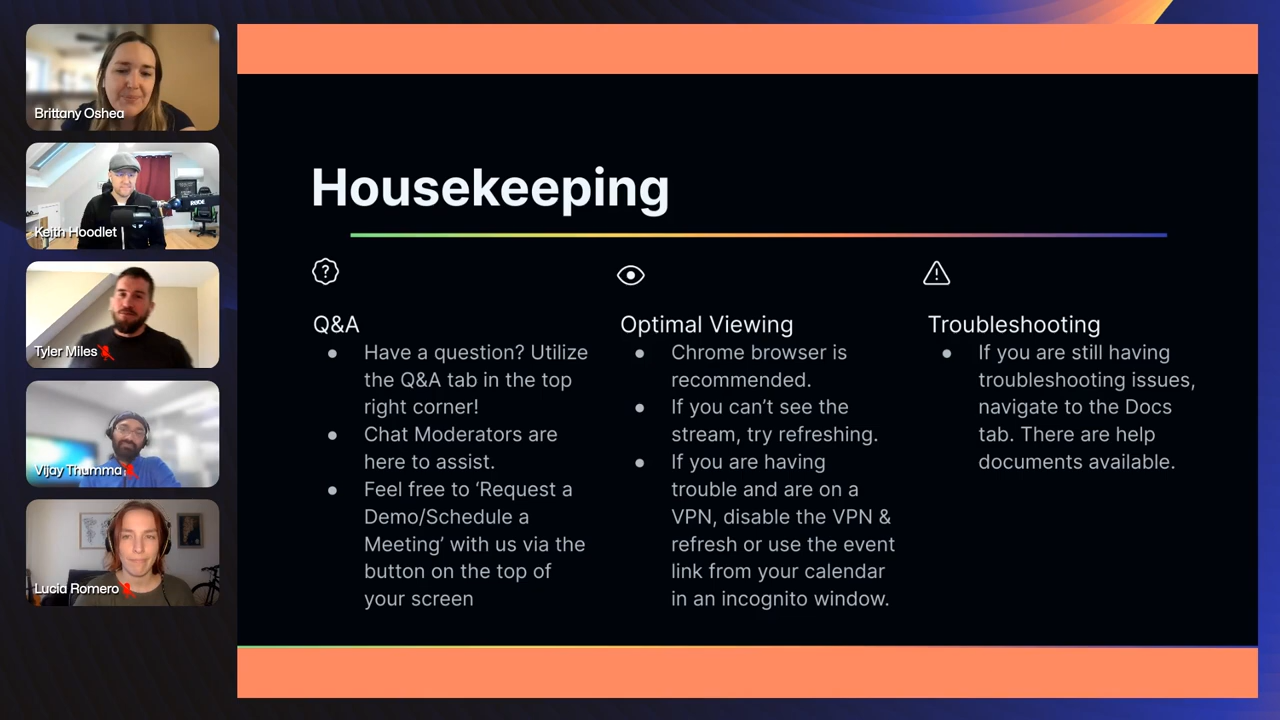 Brittany Oshea
Keith Hoodlet
RØDE
Tyler Miles
Vijay Thumma
Lucía Romero
Housekeeping
Q&A
● Have a question? Utilize
the Q&A tab in the top
right corner!
● Chat Moderators are
here to assist.
● Feel free to ‘Request a
Demo/Schedule a
Meeting’ with us via the
button on the top of
your screen
Optimal Viewing
● Chrome browser is
recommended.
● If you can’t see the
stream, try refreshing.
● If you are having
trouble and are on a
VPN, disable the VPN &
refresh or use the event
link from your calendar
in an incognito window.
Troubleshooting
● If you are still having
troubleshooting issues,
navigate to the Docs
tab. There are help
documents available.